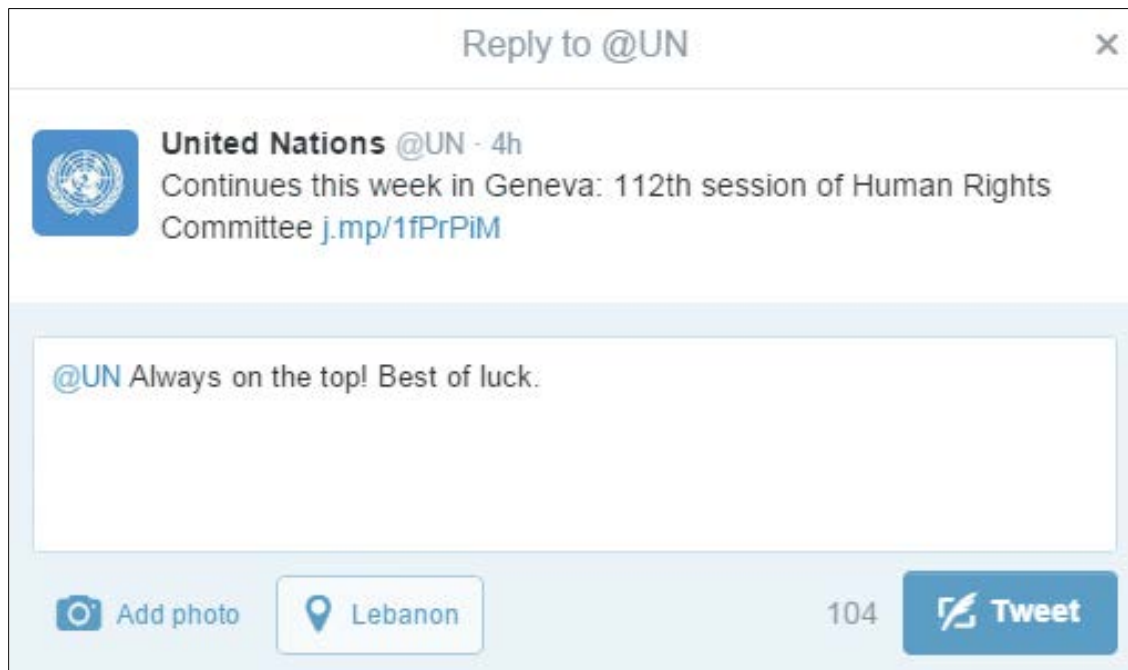 Reply to @UN
×
United Nations @UN · 4h
Continues this week in Geneva: 112th session of Human Rights
Committee j.mp/1fPrPiM
@UN Always on the top! Best of luck.
Add photo
Lebanon
104
Tweet